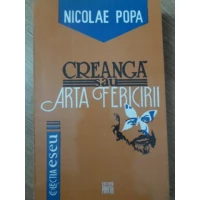 NICOLAE POPA
CREANGĂ
sau
ARTA FERICIRII
COLECȚIA eseu